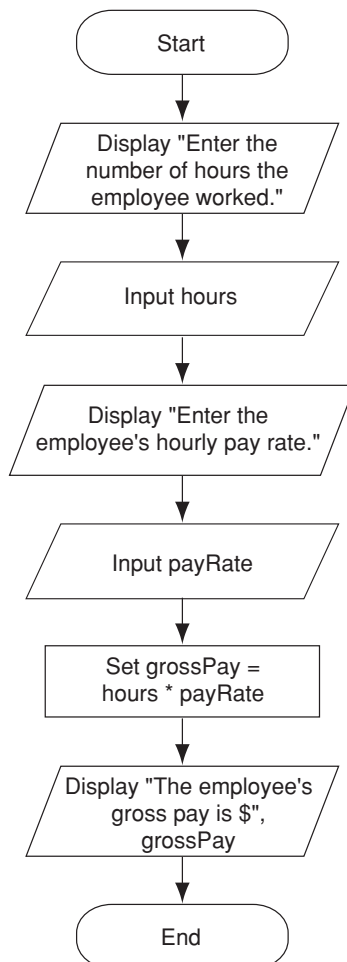 Start
Display "Enter the
number of hours the
employee worked."
Input hours
Display "Enter the
employee's hourly pay rate."
Input payRate
Set grossPay =
hours * payRate
Display "The employee's
gross pay is $",
grossPay
End